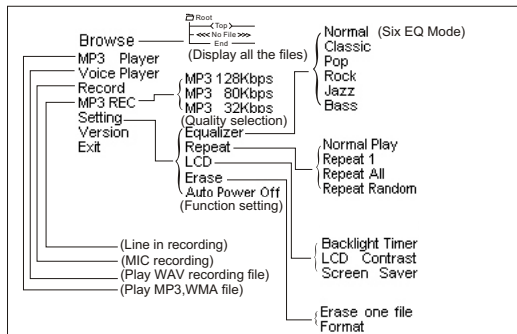 Root
<Top>
Browse
<<< No File >>>
End
(Display all the files)
MP3 Player
Voice Player
Record
MP3 REC
Setting
Version
Exit
MP3 128Kbps
MP3 80Kbps
MP3 32Kbps
(Quality selection)
Equalizer
Repeat
LCD
Erase
Auto Power Off
(Function setting)
Normal (Six EQ Mode)
Classic
Pop
Rock
Jazz
Bass
Normal Play
Repeat 1
Repeat All
Repeat Random
Backlight Timer
LCD Contrast
Screen Saver
Erase one file
Format
(Line in recording)
(MIC recording)
(Play WAV recording file)
(Play MP3,WMA file)